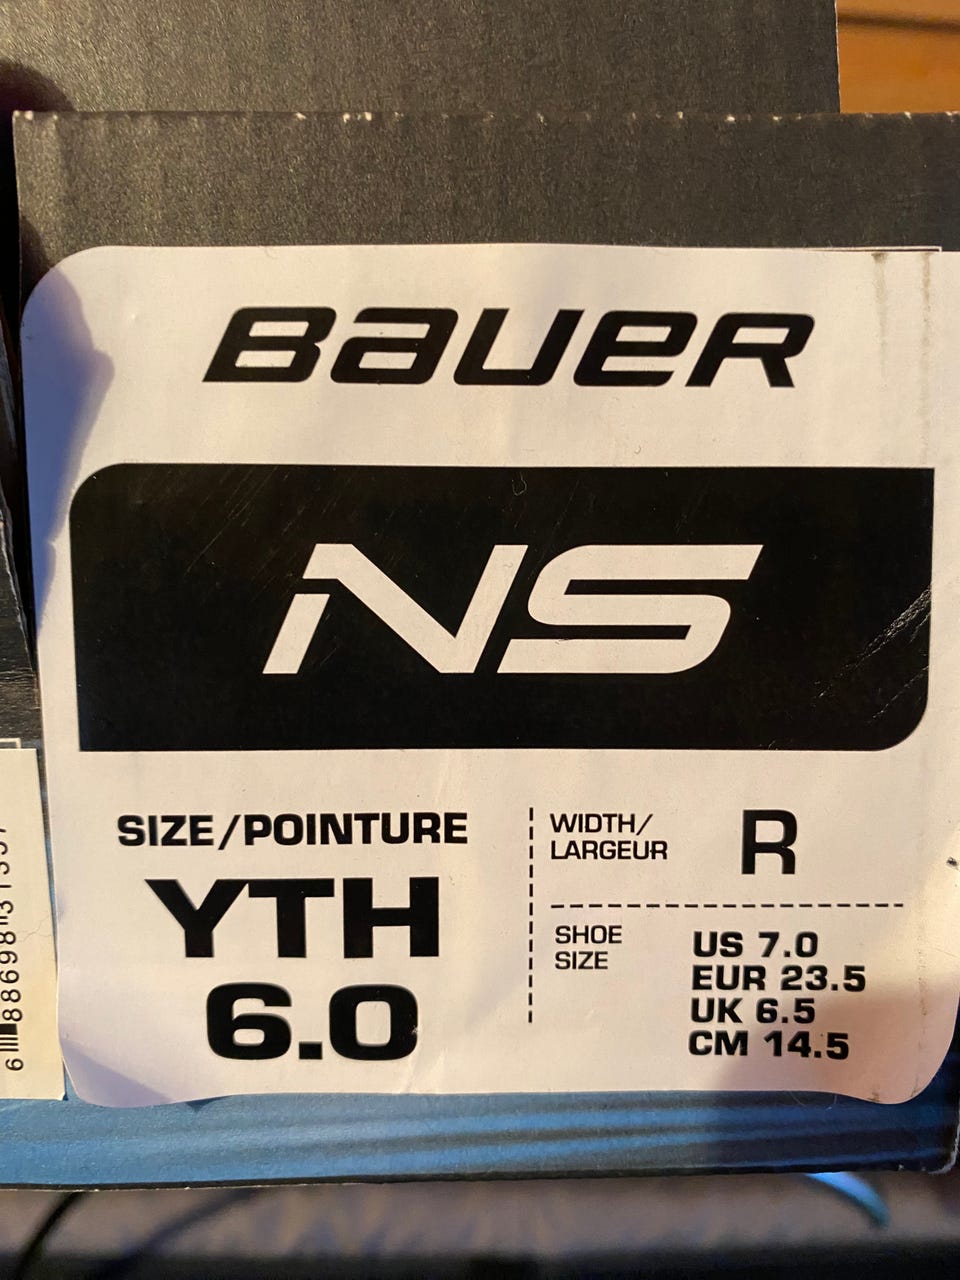 BAUER
NS
SIZE/POINTURE
YTH
6.0
WIDTH/
LARGEUR
R
SHOE
SIZE
US 7.0
EUR 23.5
UK 6.5
CM 14.5